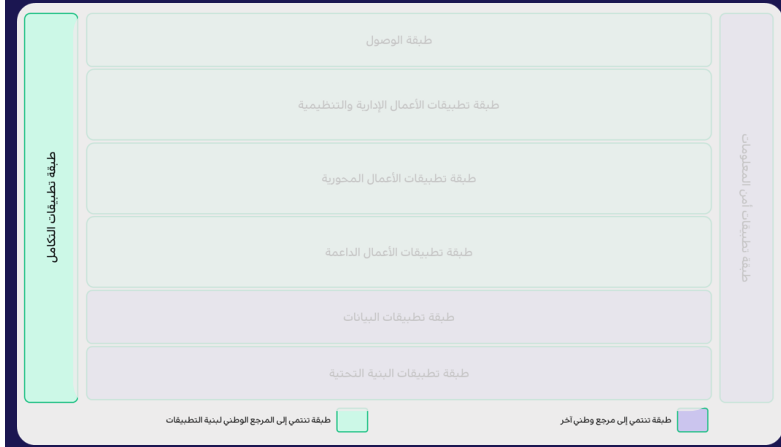 طبقة الوصول
طبقة تطبيقات الأعمال الإدارية والتنظيمية
طبقة تطبيقات الأعمال المحورية
طبقة تطبيقات الأعمال الداعمة
طبقة تطبيقات البيانات
طبقة تطبيقات البنية التحتية
طبقة تطبيقات أمن المعلومات
طبقة تطبيقات التكامل
طبقة تنتمي إلى مرجع وطني آخر
طبقة تنتمي إلى المرجع الوطني لبنية التطبيقات